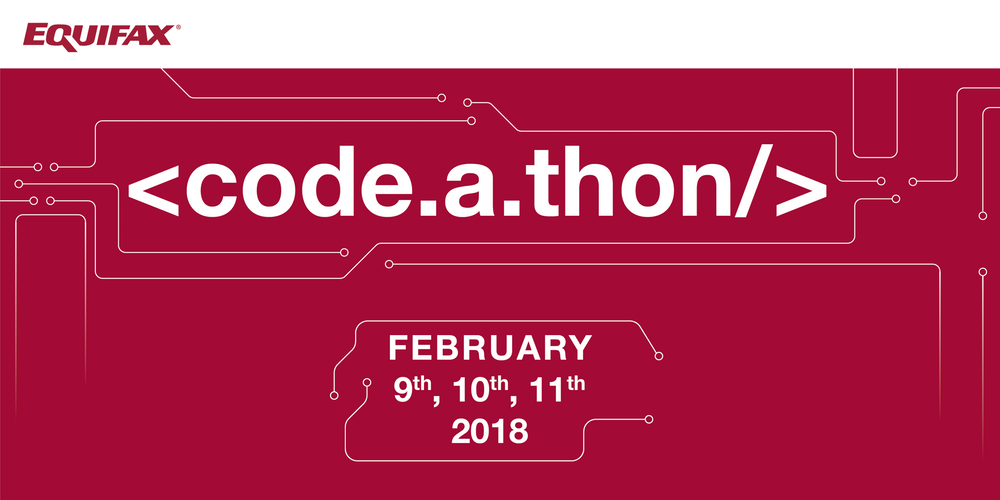 EQUIFAX®
<code.a.thon/>
FEBRUARY
9th, 10th, 11th
2018